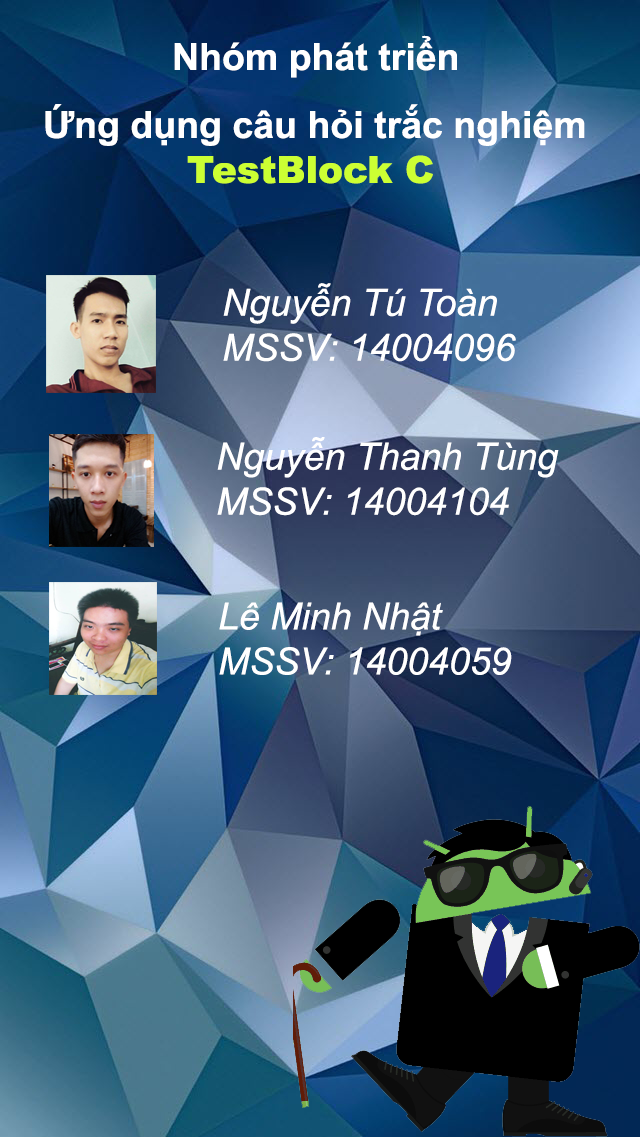 Nhóm phát triển
Ứng dụng câu hỏi trắc nghiệm
TestBlock C
Nguyễn Tú Toàn
MSSV: 14004096
Nguyễn Thanh Tùng
MSSV: 14004104
Lê Minh Nhật
MSSV: 14004059